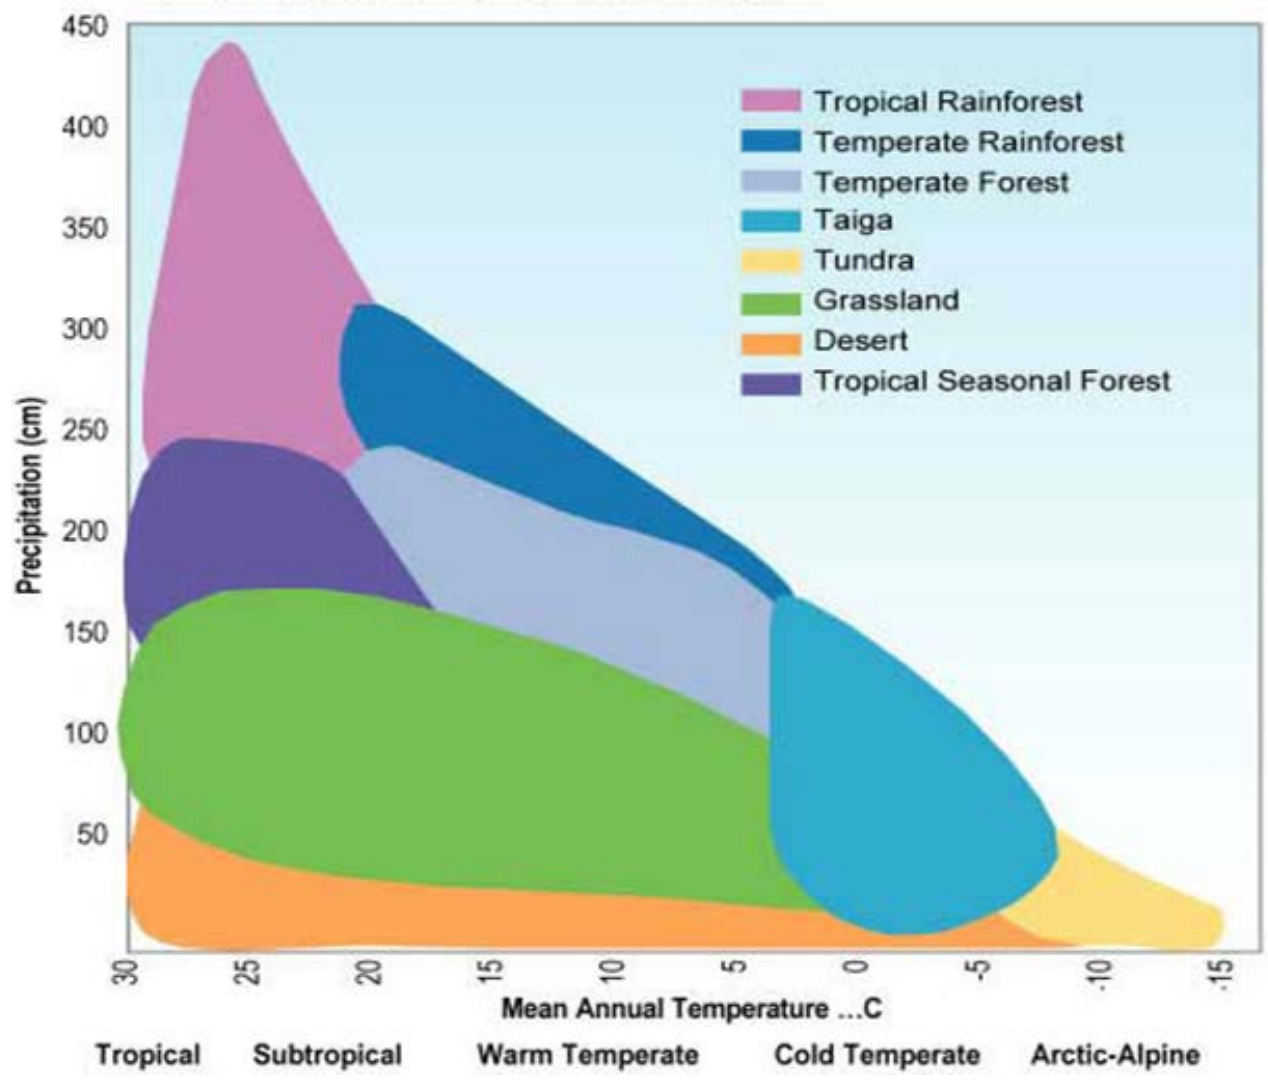 450
400
350
300
250
200
150
100
50
Precipitation (cm)
Tropical Rainforest
Temperate Rainforest
Temperate Forest
Taiga
Tundra
Grassland
Desert
Tropical Seasonal Forest
30 25 20 15 10 5 0 -5 -10 -15
Mean Annual Temperature ...C
Tropical Subtropical Warm Temperate Cold Temperate Arctic-Alpine